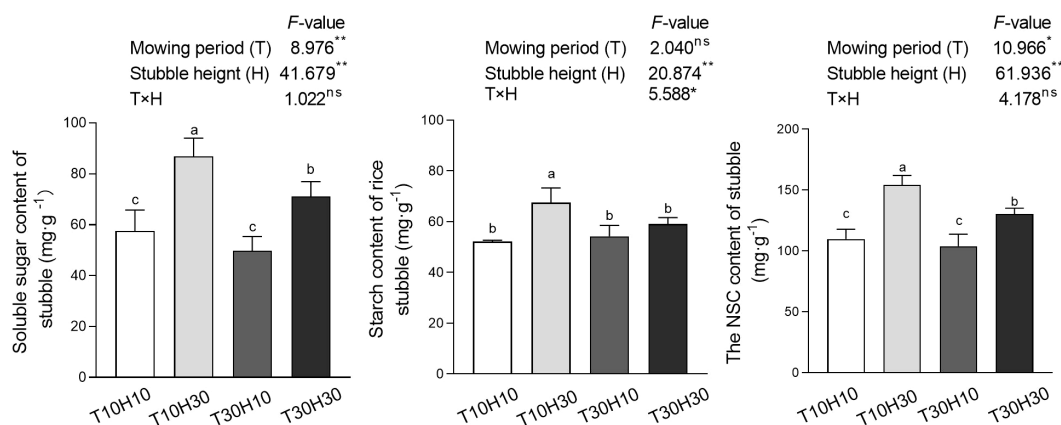 F-value
Mowing period (T) 8.976**
Stubble heignt (H) 41.679**
T×H 1.022ns
Soluble sugar content of
stubble (mg·g-1)
100
80
60
40
20
0
c
a
c
b
T10H10
T10H30
T30H10
T30H30
F-value
Mowing period (T) 2.040ns
Stubble heignt (H) 20.874**
T×H 5.588*
Starch content of rice
stubble (mg·g-1)
100
80
60
40
20
0
b
a
b
b
T10H10
T10H30
T30H10
T30H30
F-value
Mowing period (T) 10.966*
Stubble heignt (H) 61.936**
T×H 4.178ns
The NSC content of stubble
(mg·g-1)
200
150
100
50
0
c
a
c
b
T10H10
T10H30
T30H10
T30H30